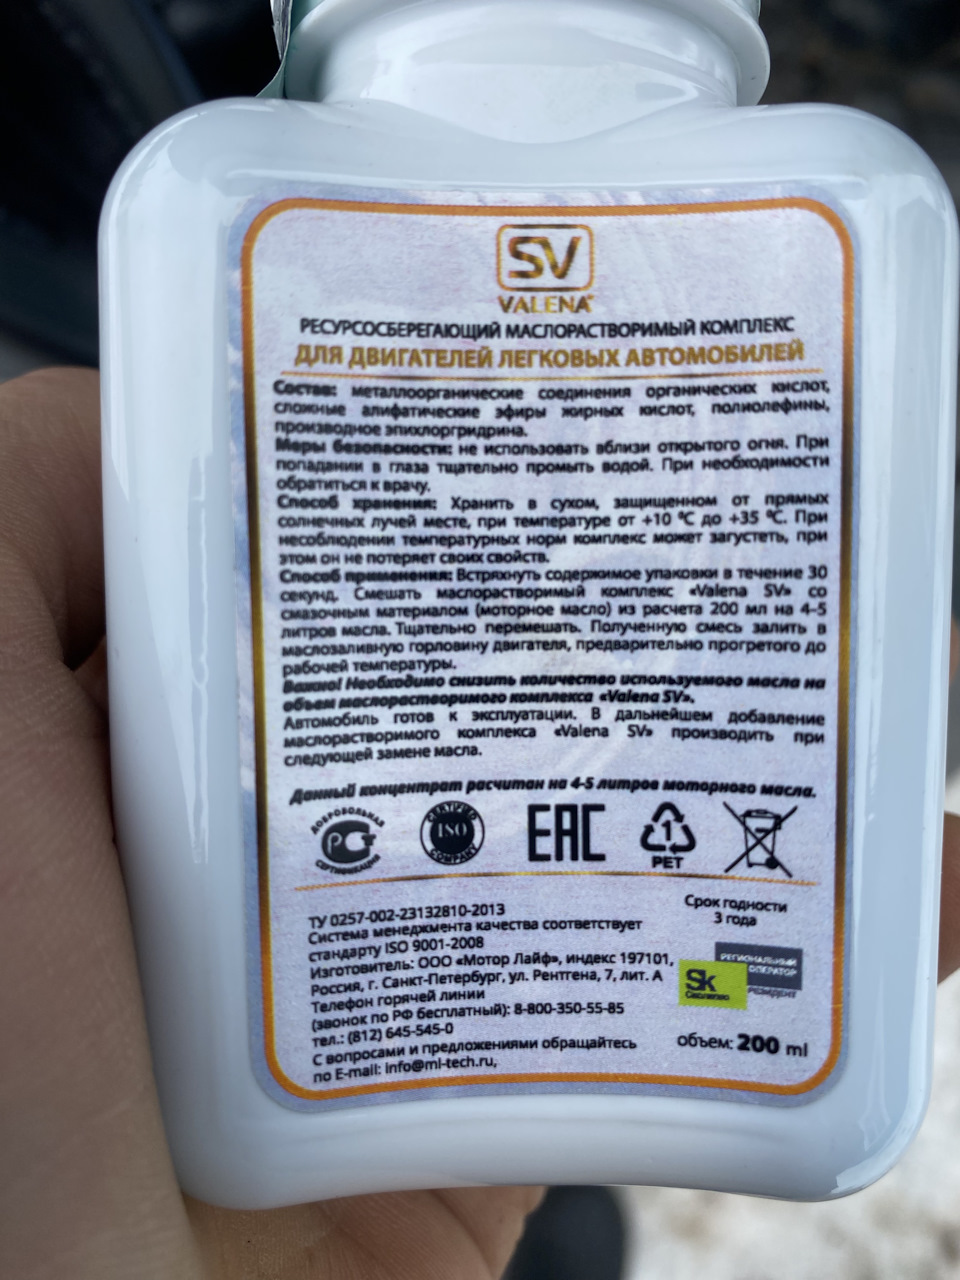 SV
VALENA®
РЕСУРСОСБЕРЕГАЮЩИЙ МАСЛОРАСТВОРИМЫЙ КОМПЛЕКС
ДЛЯ ДВИГАТЕЛЕЙ ЛЕГКОВЫХ АВТОМОБИЛЕЙ
Состав: металлоорганические соединения органических кислот,
сложные алифатические эфиры жирных кислот, полиолефины,
производное эпихлоргридрина.
Меры безопасности: не использовать вблизи открытого огня. При
попадании в глаза тщательно промыть водой. При необходимости
обратиться к врачу.
Способ хранения: Хранить в сухом, защищенном от прямых
солнечных лучей месте, при температуре от +10 °C до +35 °C. При
несоблюдении температурных норм комплекс может загустеть, при
этом он не потеряет своих свойств.
Способ применения: Встряхнуть содержимое упаковки в течение 30
секунд. Смешать маслорастворимый комплекс «Valena SV» со
смазочным материалом (моторное масло) из расчета 200 мл на 4-5
литров масла. Тщательно перемешать. Полученную смесь залить в
маслозаливную горловину двигателя, предварительно прогретого до
рабочей температуры.
Важно! Необходимо снизить количество используемого масла на
объем маслорастворимого комплекса «Valena SV».
Автомобиль готов к эксплуатации. В дальнейшем добавление
маслорастворимого комплекса «Valena SV» производить при
следующей замене масла.
Данный концентрат расчитан на 4-5 литров моторного масла.
ДОБРОВОЛЬНАЯ
РСТ
СЕРТИФИКАЦИЯ
CERTIFIED
ISO
COMPANY
EAC
1
PET
ТУ 0257-002-23132810-2013
Система менеджмента качества соответствует
стандарту ISO 9001-2008
Изготовитель: ООО «Мотор Лайф», индекс 197101,
Россия, г. Санкт-Петербург, ул. Рентгена, 7, лит. А
Телефон горячей линии
(звонок по РФ бесплатный): 8-800-350-55-85
тел.: (812) 645-545-0
С вопросами и предложениями обращайтесь
по E-mail: info@ml-tech.ru,
Срок годности
3 года
РЕГИОНАЛЬНЫЙ
ОПЕРАТОР
Sk
Сколково
РЕЗИДЕНТ
объем: 200 ml